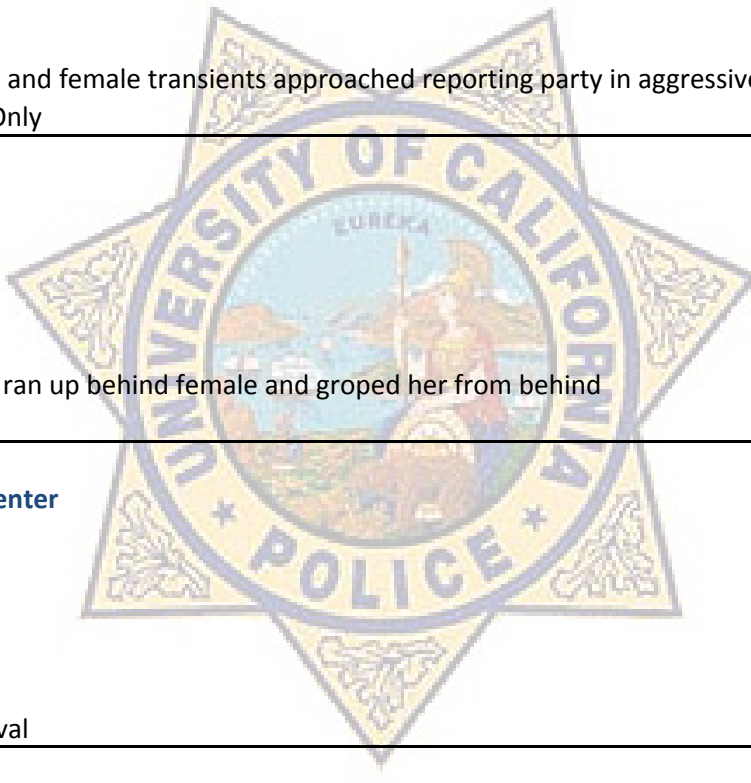 and female transients approached reporting party in aggressive
Only
UNIVERSITY OF CALIFORNIA
EUREKA
ran up behind female and groped her from behind
enter
POLICE
val